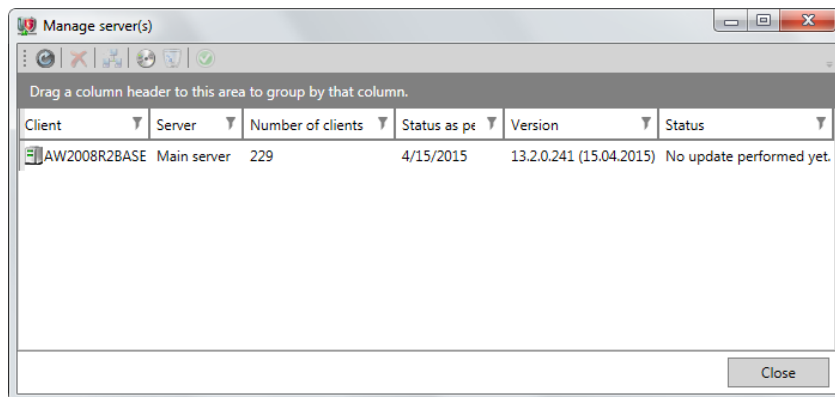 Manage server(s)
Drag a column header to this area to group by that column.
Client Server Number of clients Status as pe Version Status
AW2008R2BASE Main server 229 4/15/2015 13.2.0.241 (15.04.2015) No update performed yet.
Close